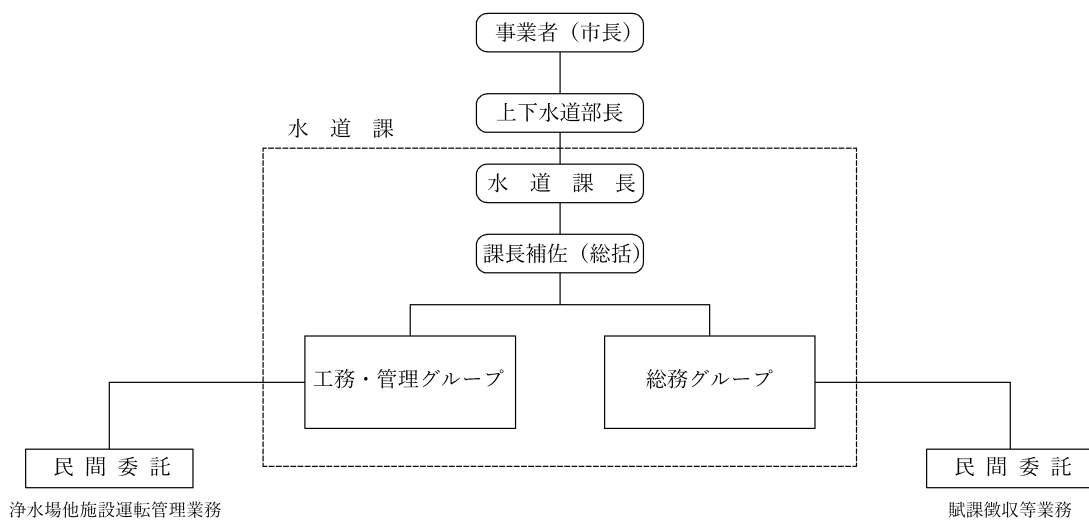 事業者（市長）
上下水道部長
水　道　課
水　道　課　長
課長補佐（総括）
工務・管理グループ
総務グループ
民 間 委 託
民 間 委 託
浄水場他施設運転管理業務
賦課徴収等業務